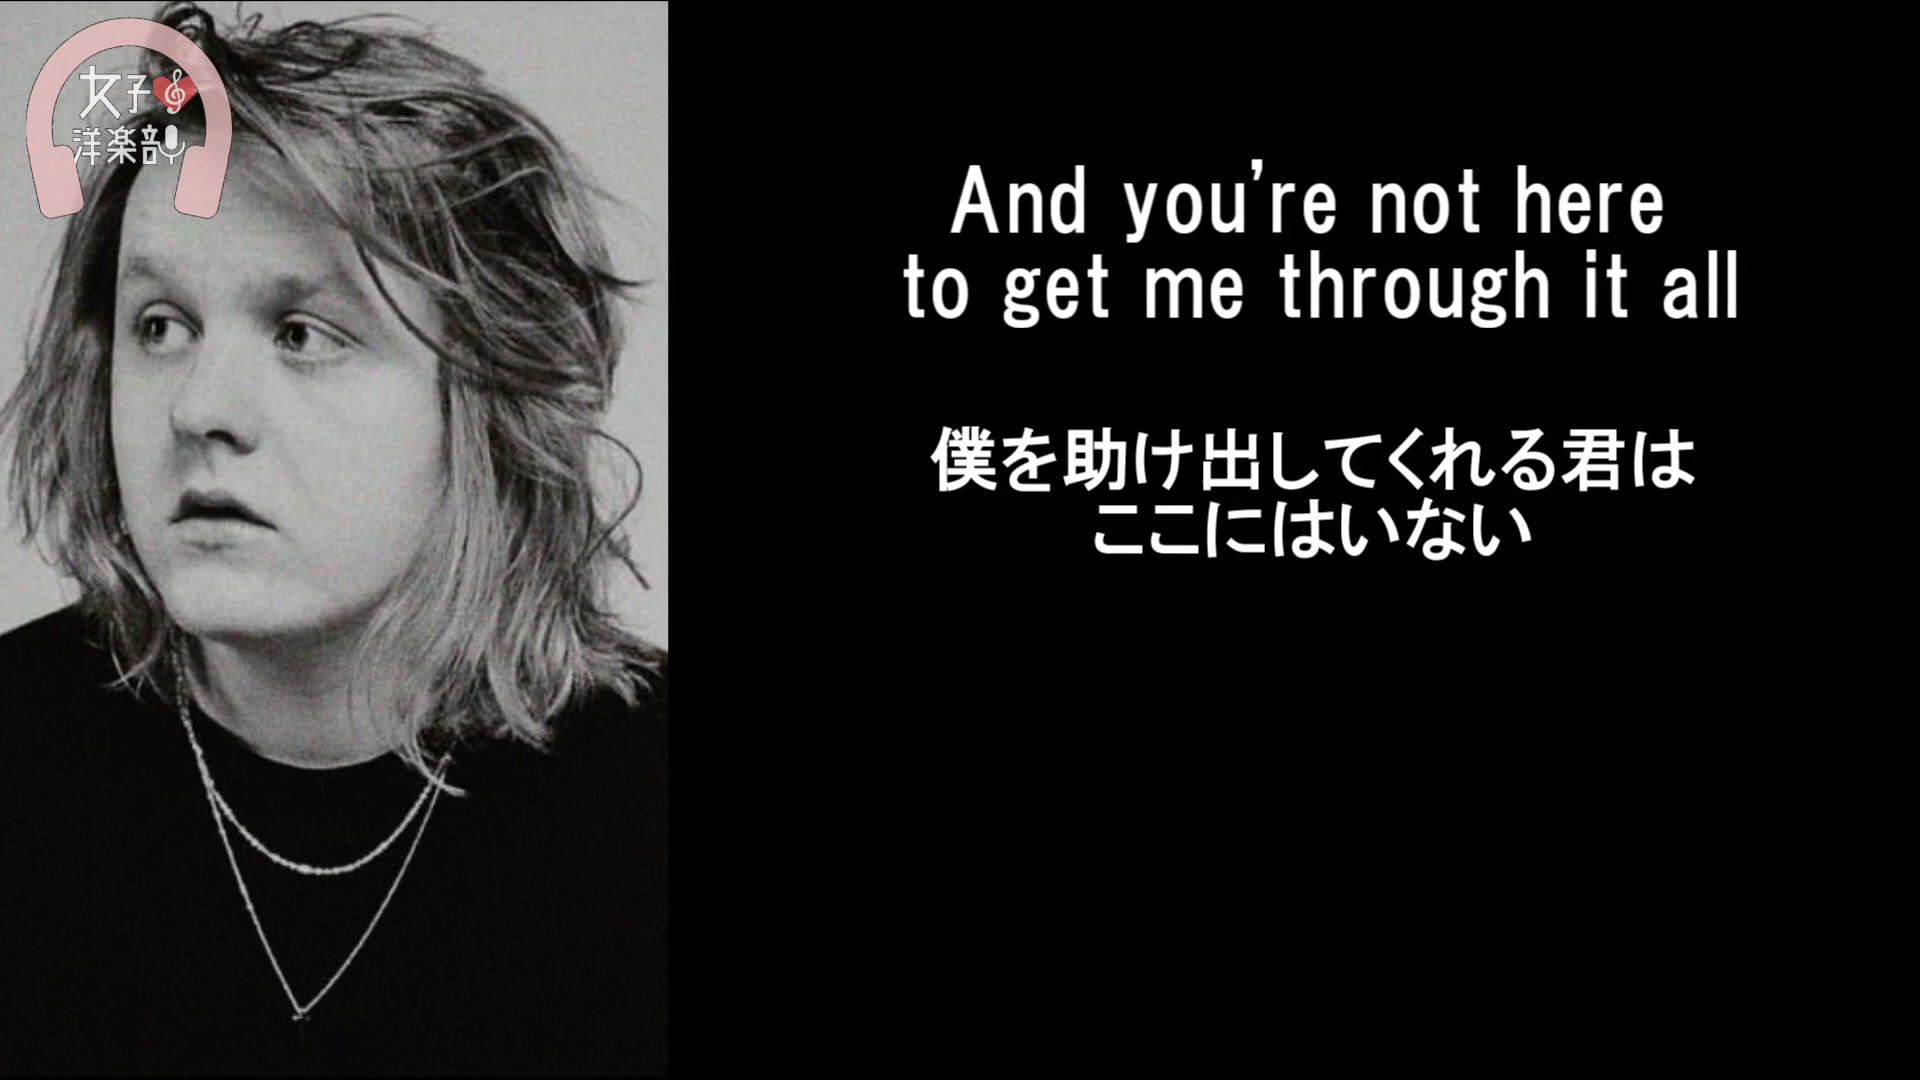 女子
洋楽部
And you're not here
to get me through it all
僕を助け出してくれる君は
ここにはいない